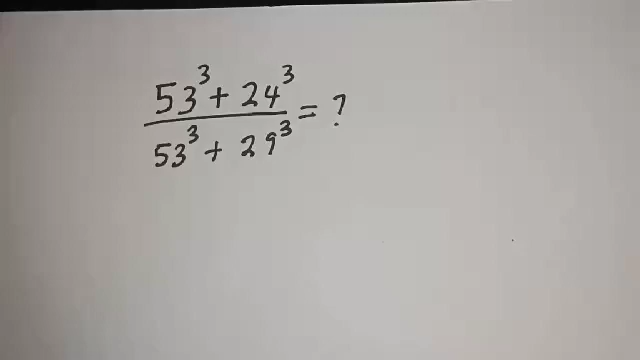 53³ + 24³
53³ + 29³ = ?